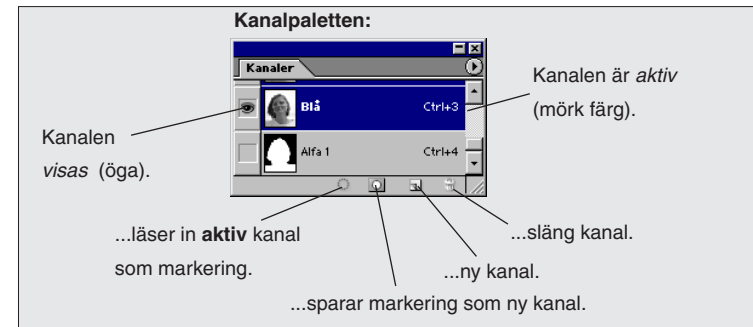 Kanalpaletten:
Kanaler
Blå
Ctrl+3
Alfa 1
Ctrl+4
Kanalen är aktiv
(mörk färg).
Kanalen
visas (öga).
...läser in aktiv kanal
som markering.
...släng kanal.
...ny kanal.
...sparar markering som ny kanal.